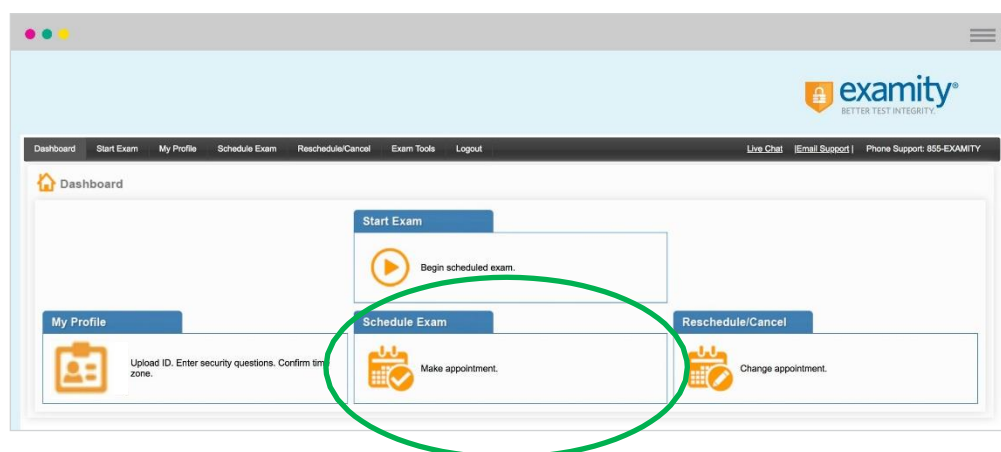 examity®
BETTER TEST INTEGRITY.
Dashboard Start Exam My Profile Schedule Exam Reschedule/Cancel Exam Tools Logout Live Chat |Email Support| Phone Support: 855-EXAMITY
Dashboard
Start Exam
Begin scheduled exam.
My Profile
Upload ID. Enter security questions. Confirm tim
zone.
Schedule Exam
Make appointment.
Reschedule/Cancel
Change appointment.